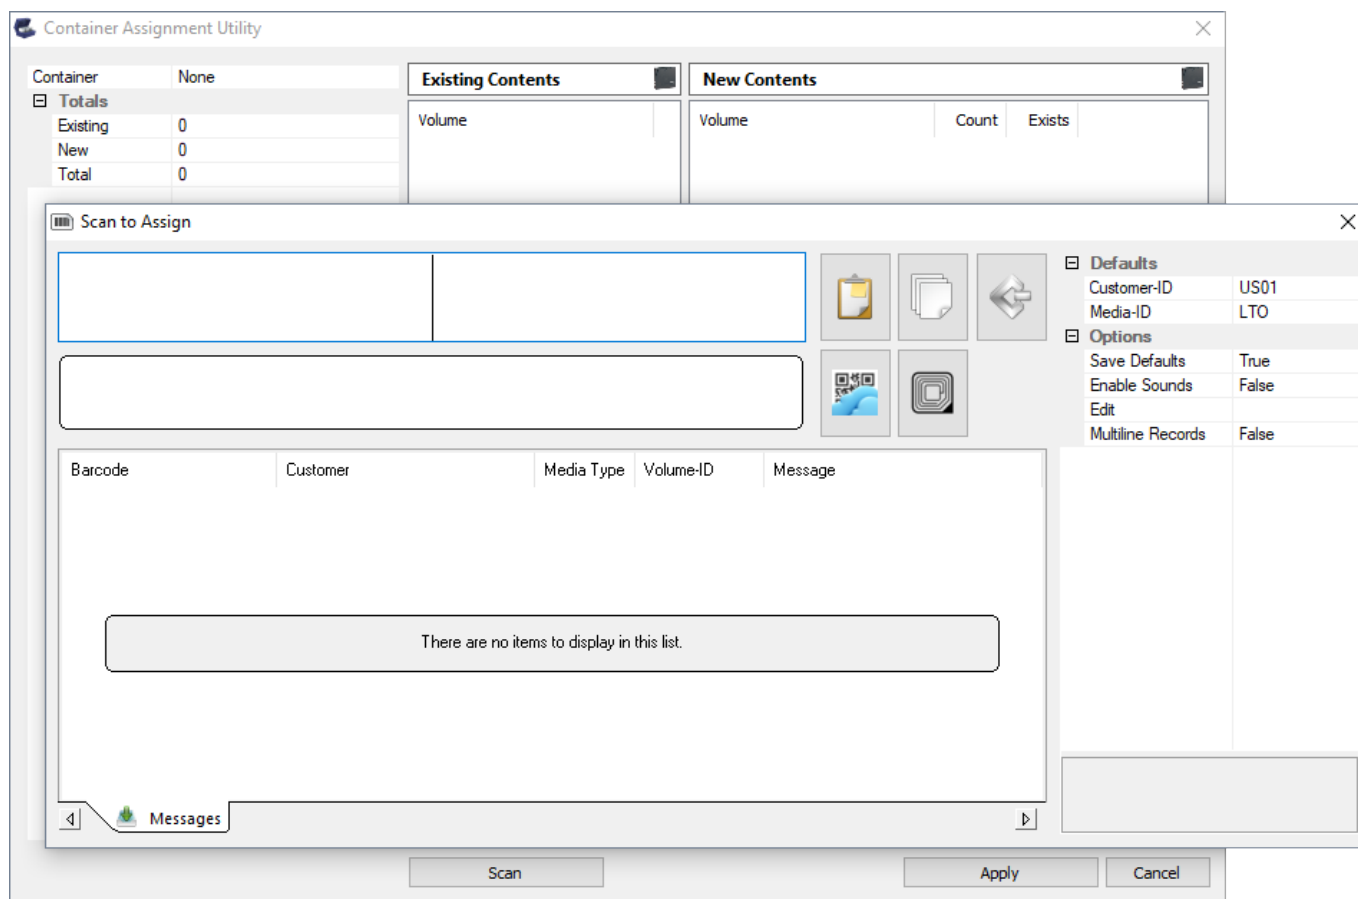 Container Assignment Utility
Container None
Totals
Existing 0
New 0
Total 0
Existing Contents
Volume
New Contents
Volume Count Exists
Scan to Assign
Defaults
Customer-ID US01
Media-ID LTO
Options
Save Defaults True
Enable Sounds False
Edit
Multiline Records False
Barcode Customer Media Type Volume-ID Message
There are no items to display in this list.
Messages
Scan Apply Cancel